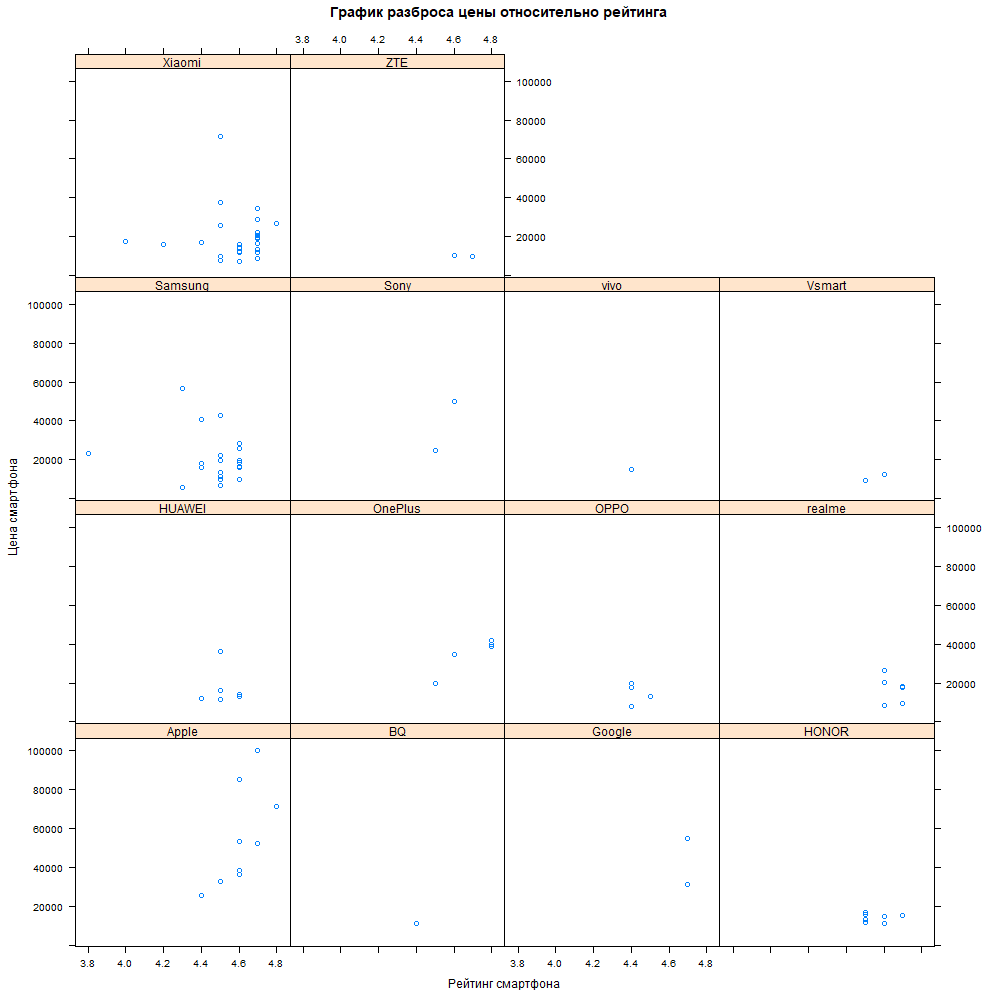 График разброса цены относительно рейтинга
3.8 4.0 4.2 4.4 4.6 4.8
Xiaomi ZTE
100000
80000
60000
40000
20000
Samsung Sony vivo Vsmart
100000
80000
60000
40000
20000
HUAWEI OnePlus OPPO realme
100000
80000
60000
40000
20000
Apple BQ Google HONOR
100000
80000
60000
40000
20000
3.8 4.0 4.2 4.4 4.6 4.8 3.8 4.0 4.2 4.4 4.6 4.8
Рейтинг смартфона
Цена смартфона